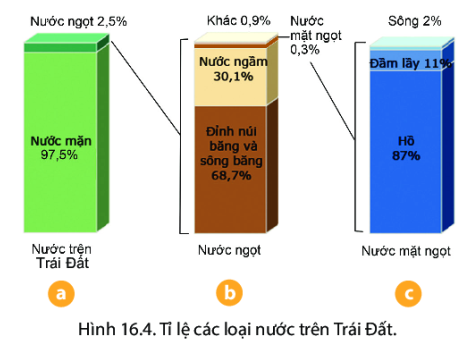 Nước ngọt 2,5%
Nước mặn
97,5%
Nước trên
Trái Đất
a
Khác 0,9%
Nước
mặt ngọt
0,3%
Nước ngầm
30,1%
Đỉnh núi
băng và
sông băng
68,7%
Nước ngọt
b
Sông 2%
Đầm lầy 11%
Hồ
87%
Nước mặt ngọt
c
Hình 16.4. Tỉ lệ các loại nước trên Trái Đất.